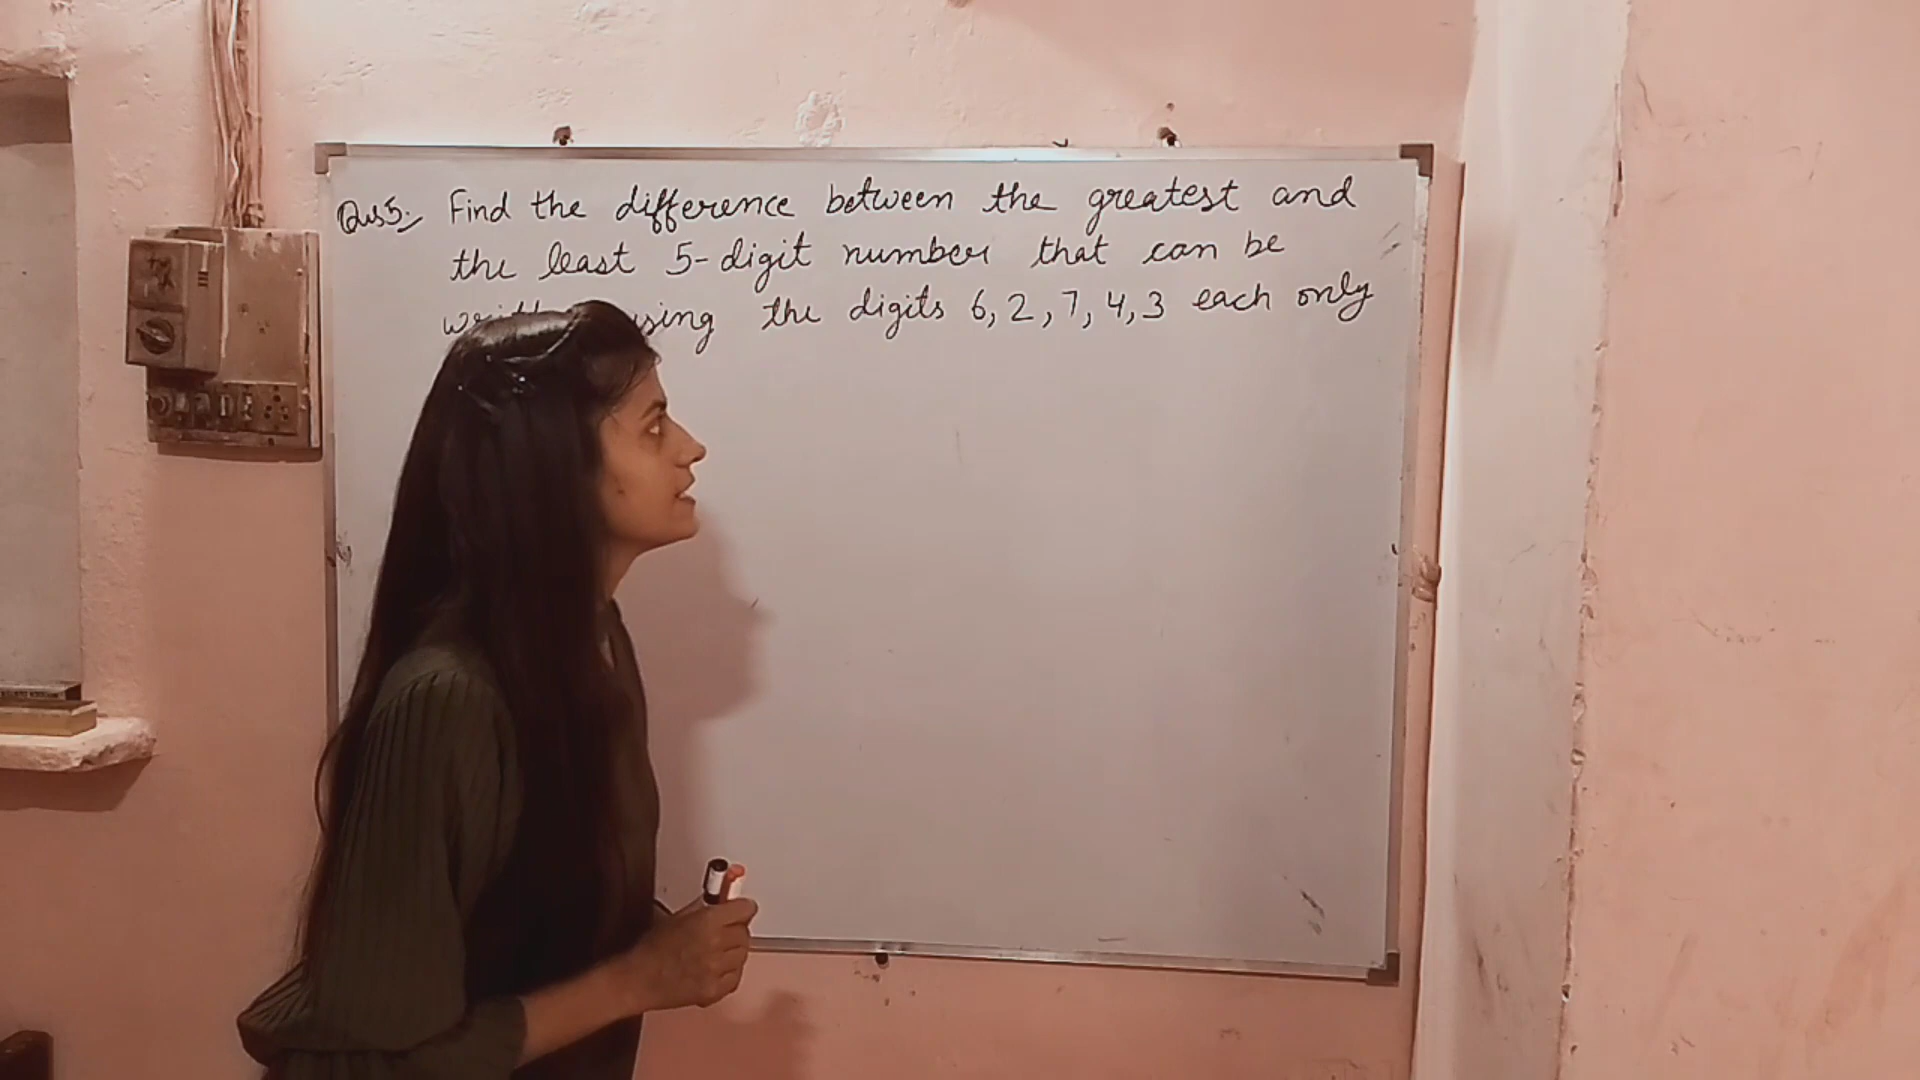 Ques5. Find the difference between the greatest and
the least 5-digit number that can be
using the digits 6, 2, 7, 4, 3 each only